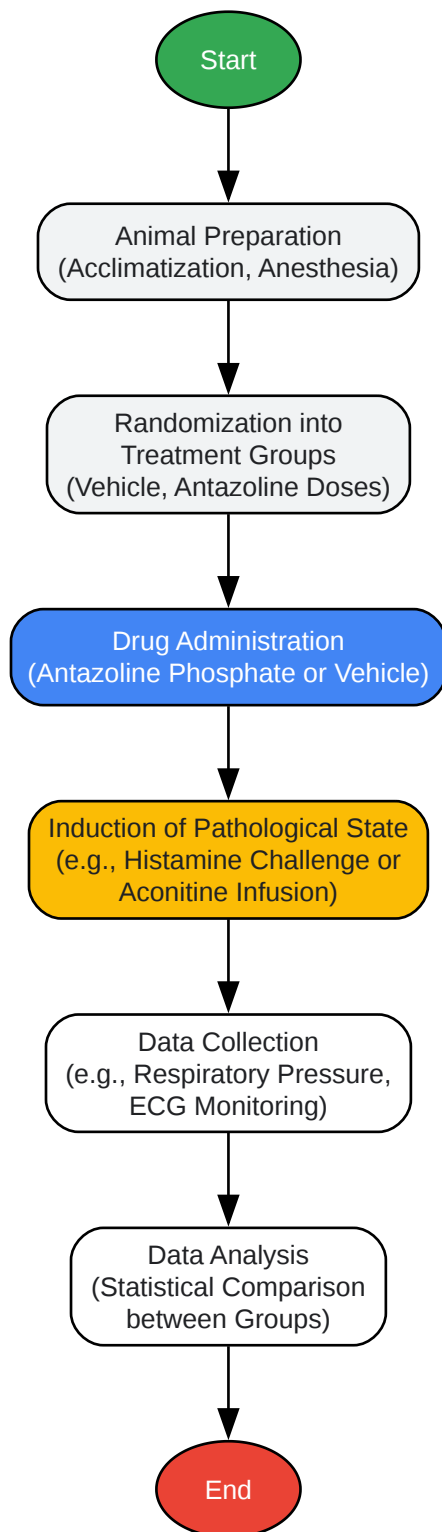 Start
Animal Preparation
(Acclimatization, Anesthesia)
Randomization into
Treatment Groups
(Vehicle, Antazoline Doses)
Drug Administration
(Antazoline Phosphate or Vehicle)
Induction of Pathological State
(e.g., Histamine Challenge or
Aconitine Infusion)
Data Collection
(e.g., Respiratory Pressure,
ECG Monitoring)
Data Analysis
(Statistical Comparison
between Groups)
End